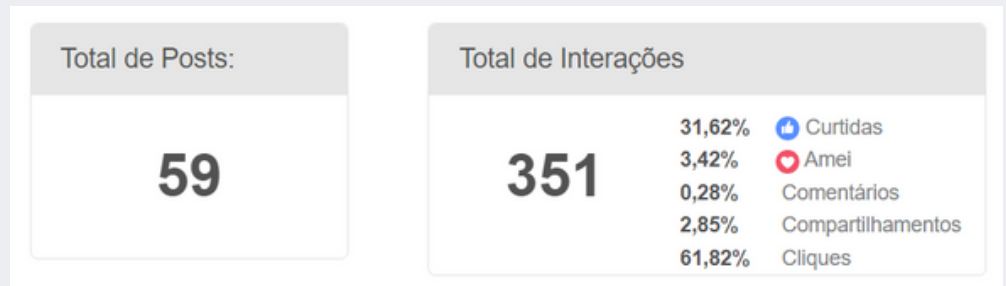 Total de Posts:
59
Total de Interações
351
31,62% Curtidas
3,42% Amei
0,28% Comentários
2,85% Compartilhamentos
61,82% Cliques